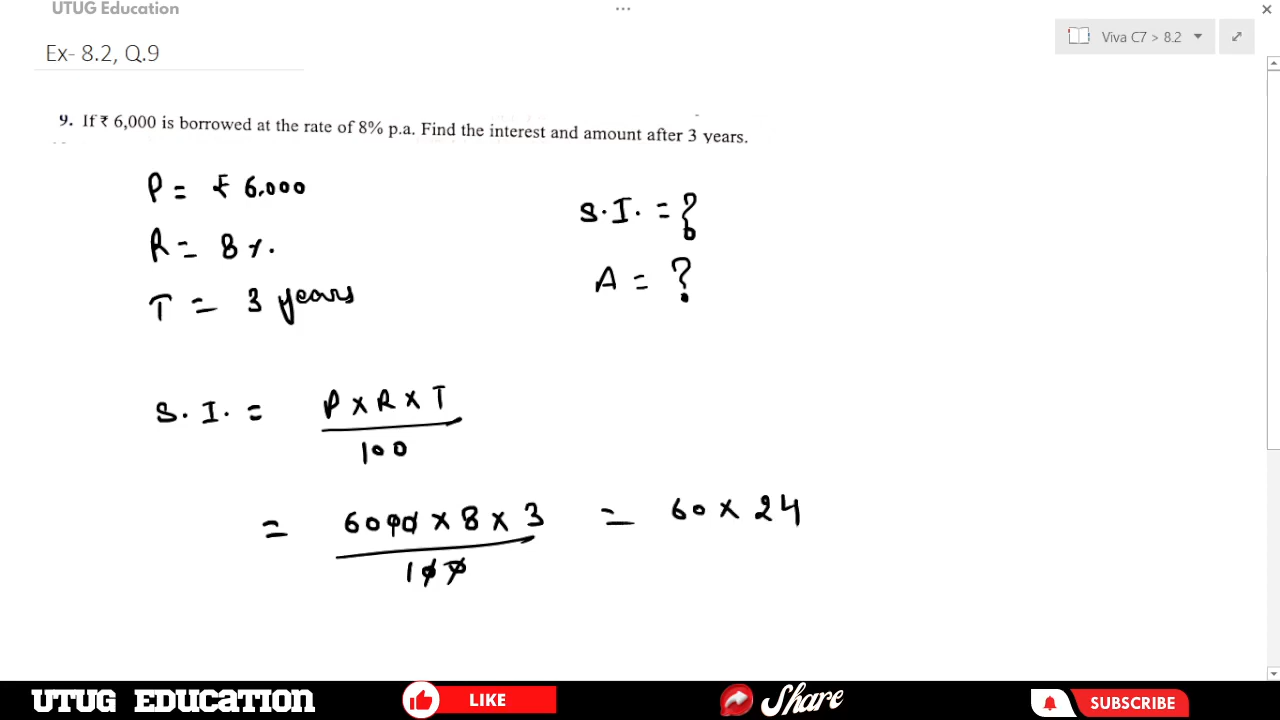 UTUG Education
...
Ex- 8.2, Q.9
Viva C7 > 8.2
9. If ₹ 6,000 is borrowed at the rate of 8% p.a. Find the interest and amount after 3 years.
P = ₹ 6,000
S.I. = ?
R = 8 %.
A = ?
T = 3 years
S.I. = P × R × T
100
= 6000 × 8 × 3 = 60 × 24
100
UTUG EDUCATION LIKE Share SUBSCRIBE